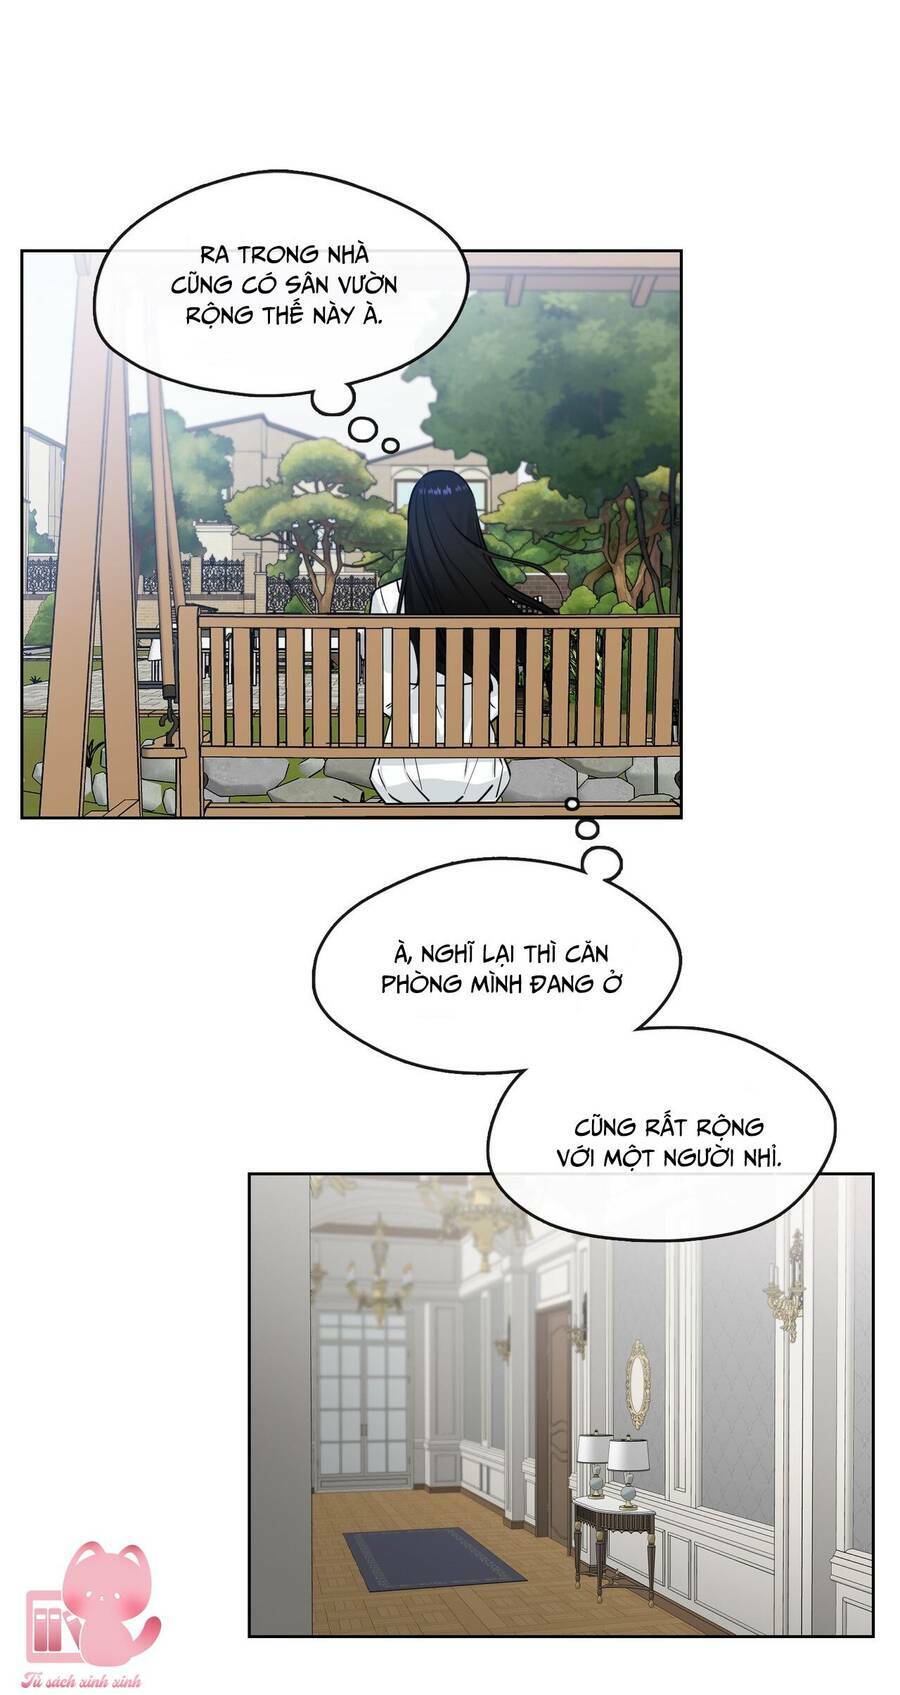 RA TRONG NHÀ
CŨNG CÓ SÂN VƯỜN
RỘNG THẾ NÀY À.
À, NGHĨ LẠI THÌ CĂN
PHÒNG MÌNH ĐANG Ở
CŨNG RẤT RỘNG
VỚI MỘT NGƯỜI NHỈ.
Tủ sách xinh xinh